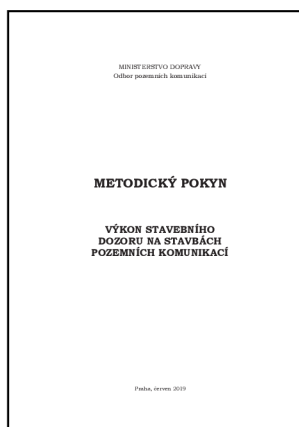 MINISTERSTVO DOPRAVY
Odbor pozemních komunikací
METODICKÝ POKYN
VÝKON STAVEBNÍHO
DOZORU NA STAVBÁCH
POZEMNÍCH KOMUNIKACÍ
Praha, červen 2019